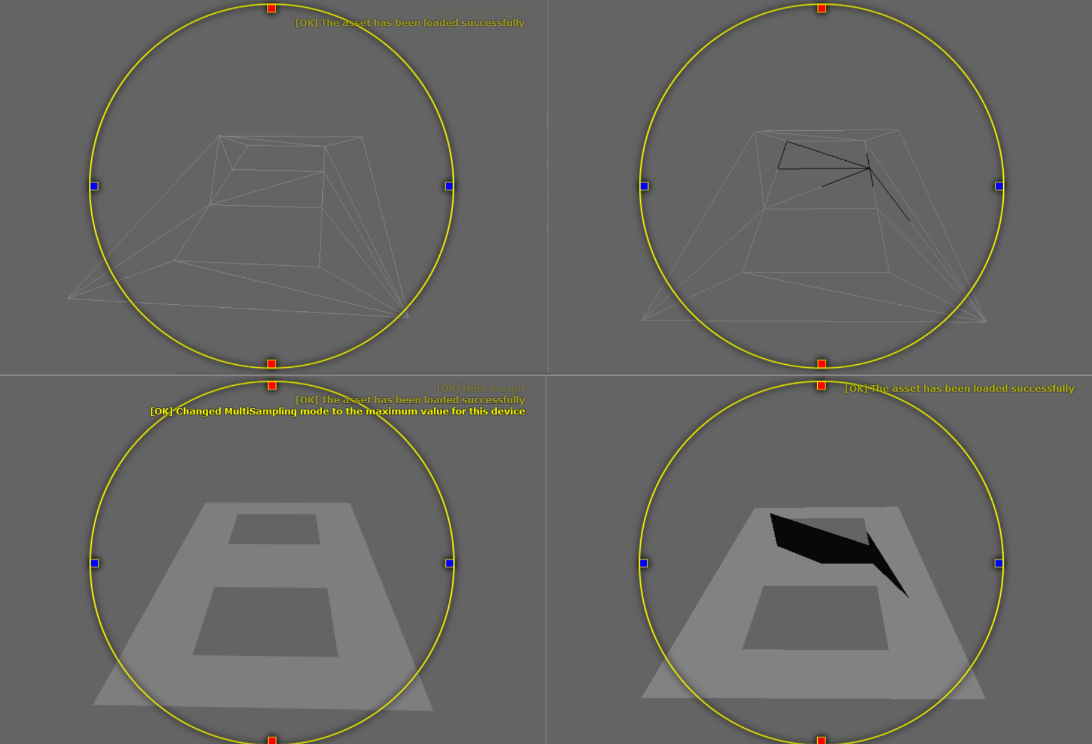 [OK] The asset has been loaded successfully
[OK] Here we do!
[OK] The asset has been loaded successfully
[OK] Changed MultiSampling mode to the maximum value for this device
[OK] The asset has been loaded successfully